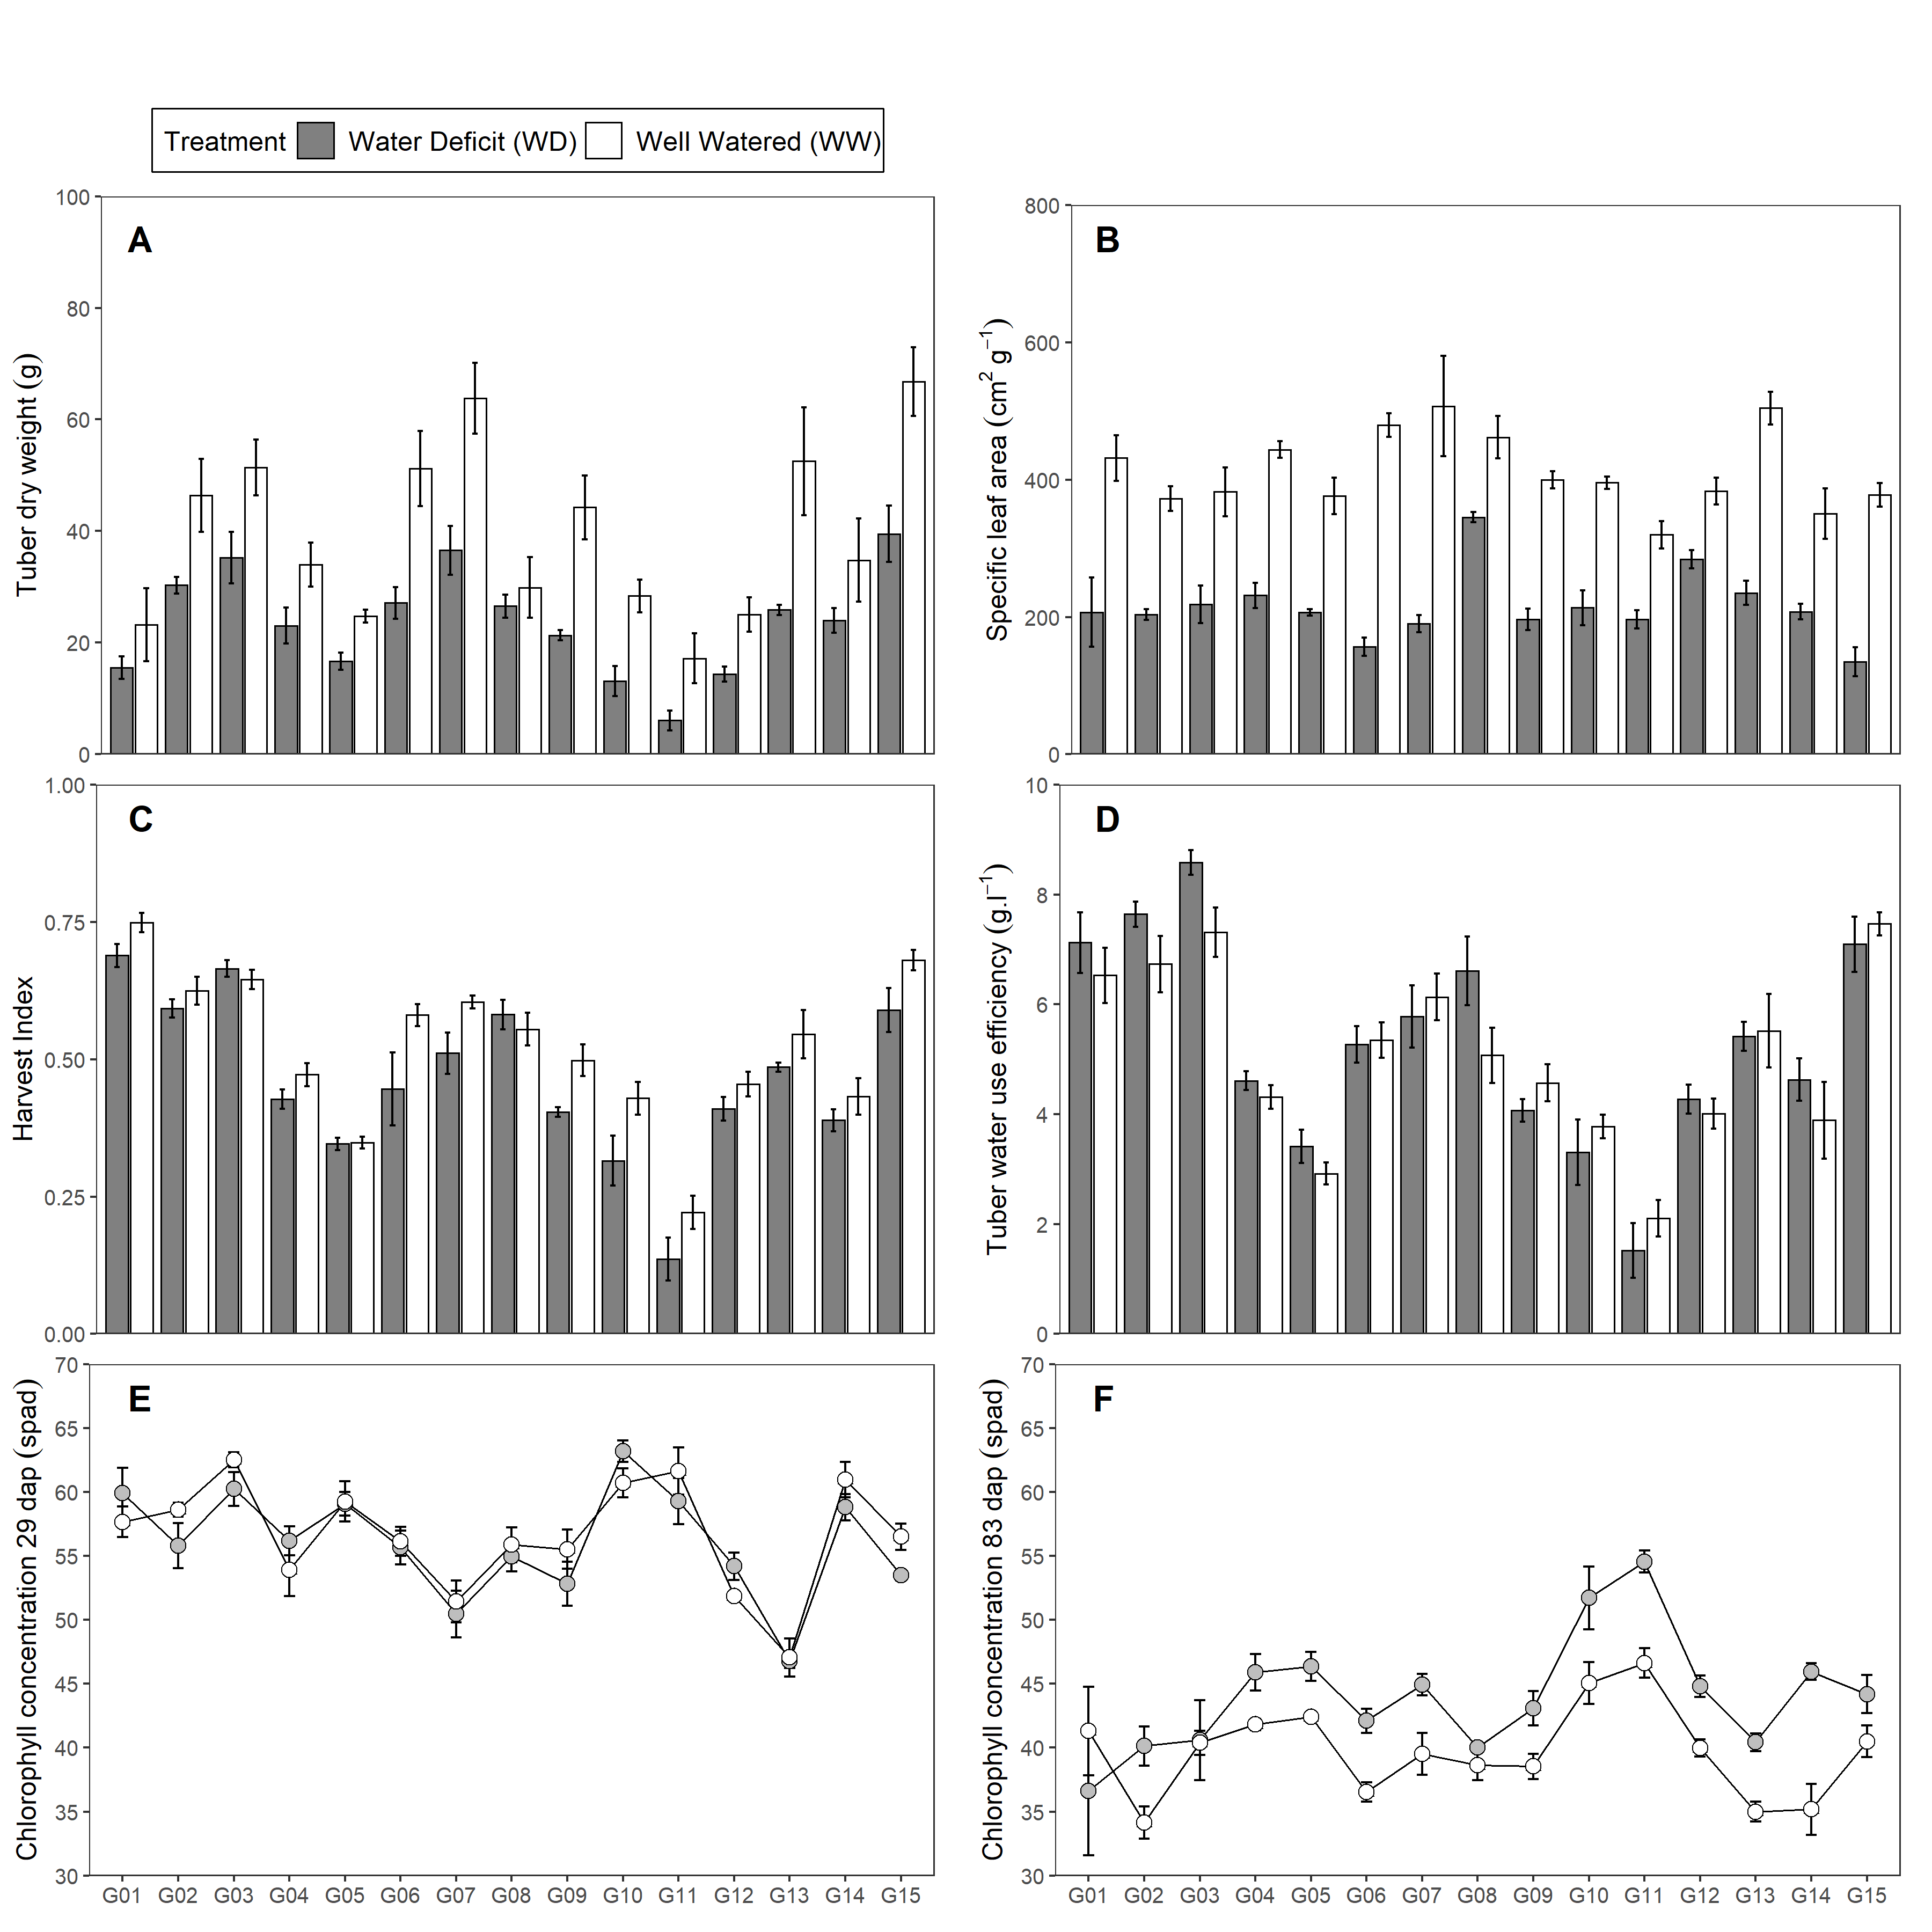 Treatment Water Deficit (WD) Well Watered (WW)
A
Tuber dry weight (g)
100
80
60
40
20
0
B
Specific leaf area (cm² g⁻¹)
800
600
400
200
0
C
Harvest Index
1.00
0.75
0.50
0.25
0.00
D
Tuber water use efficiency (g.l⁻¹)
10
8
6
4
2
0
E
Chlorophyll concentration 29 dap (spad)
70
65
60
55
50
45
40
35
30
G01 G02 G03 G04 G05 G06 G07 G08 G09 G10 G11 G12 G13 G14 G15
F
Chlorophyll concentration 83 dap (spad)
70
65
60
55
50
45
40
35
30
G01 G02 G03 G04 G05 G06 G07 G08 G09 G10 G11 G12 G13 G14 G15